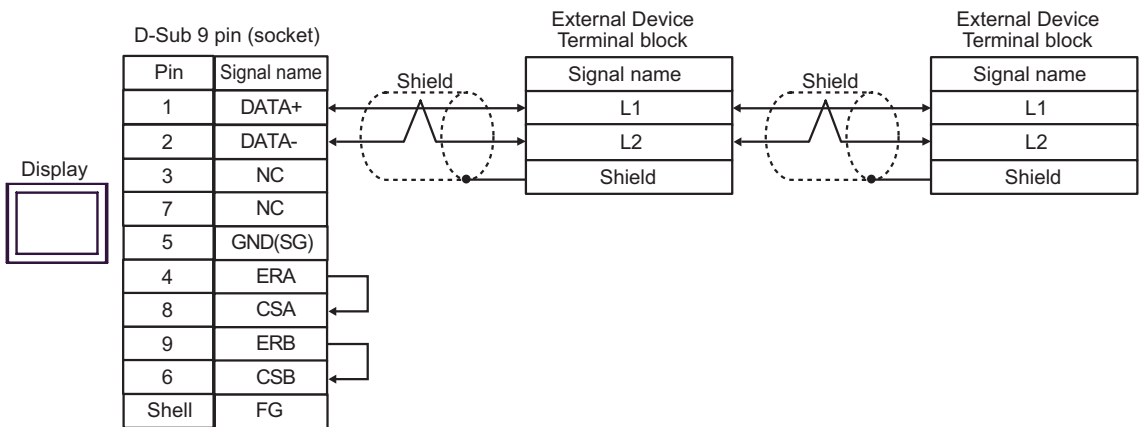 D-Sub 9 pin (socket)
External Device
Terminal block
External Device
Terminal block
Pin Signal name Shield Signal name Shield Signal name
1 DATA+ L1 L1
2 DATA- L2 L2
Display
3 NC Shield Shield
7 NC
5 GND(SG)
4 ERA
8 CSA
9 ERB
6 CSB
Shell FG